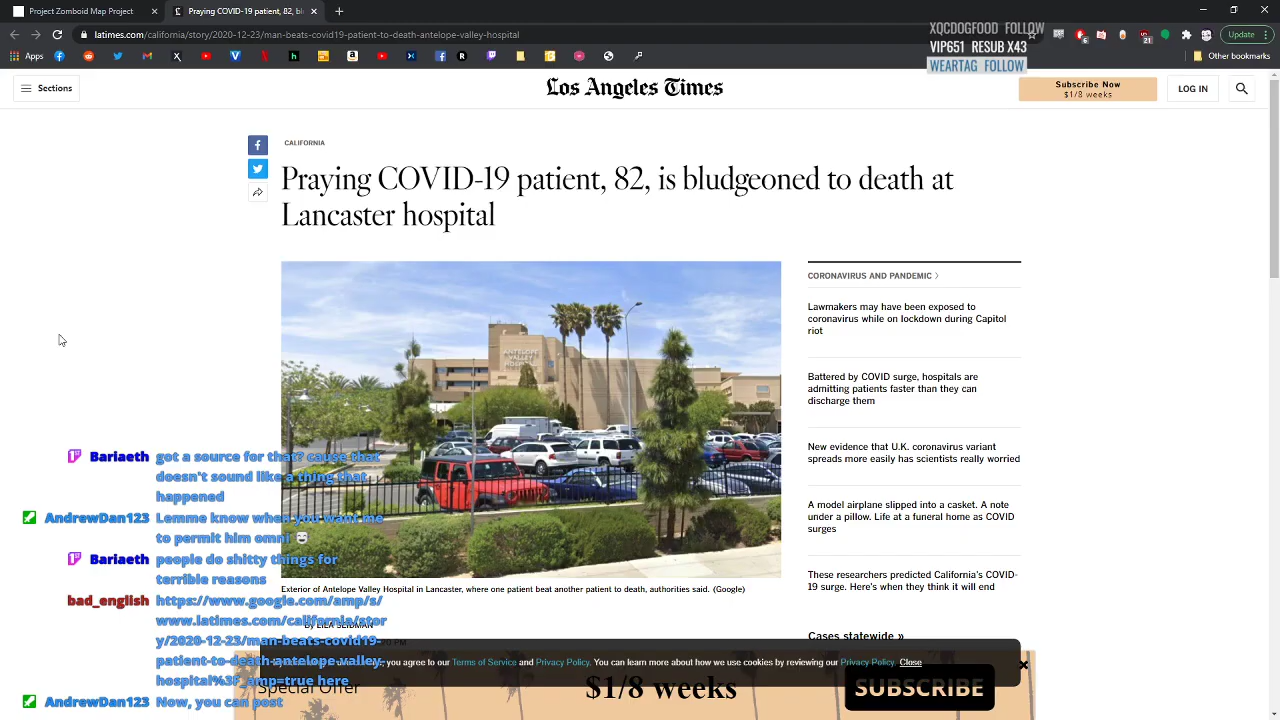 Project Combat Porn - YouTube
Praying COVID-19 patient, 82, bl
latimes.com/california/story/2020-12-23/man-beats-covid19-patient-to-death-antelope-valley-hospital
Update
Apps
Other Bookmarks
XQCDOGFOOD FOLLOW
VIP651 RESUB X43
WEARTAG FOLLOW
Sections
Los Angeles Times
Subscribe Now
$1/8 weeks
LOG IN
CALIFORNIA
Praying COVID-19 patient, 82, is bludgeoned to death at
Lancaster hospital
ANTELOPE
VALLEY
HOSPITAL
Exterior of Antelope Valley Hospital in Lancaster, where one patient beat another patient to death, authorities said. (Google)
By LILA SEIDMAN
CORONAVIRUS AND PANDEMIC
Lawmakers may have been exposed to
coronavirus while on lockdown during Capitol
riot
Battered by COVID surge, hospitals are
admitting patients faster than they can
discharge them
New evidence that U.K. coronavirus variant
spreads more easily has scientists really worried
A model airplane slipped into a casket. A note
under a pillow. Life at a funeral home as COVID
surges
These researchers predicted California's COVID-
19 surge. Here's when they think it will end
Cases statewide »
Bariaeth got a source for that? cause that
doesn't sound like a thing that
happened
AndrewDan123 Lemme know when you want me
to permit him omni
Bariaeth people do shitty things for
terrible reasons
bad_english https://www.google.com/amp/s/
www.latimes.com/california/stor
y/2020-12-23/man-beats-covid19-
patient-to-death-antelope-valley-
hospital%3F_amp=true here
AndrewDan123 Now, you can post
you agree to our Terms of Service and Privacy Policy. You can learn more about how we use cookies by reviewing our Privacy Policy. Close
Special Offer
$1/8 weeks
SUBSCRIBE